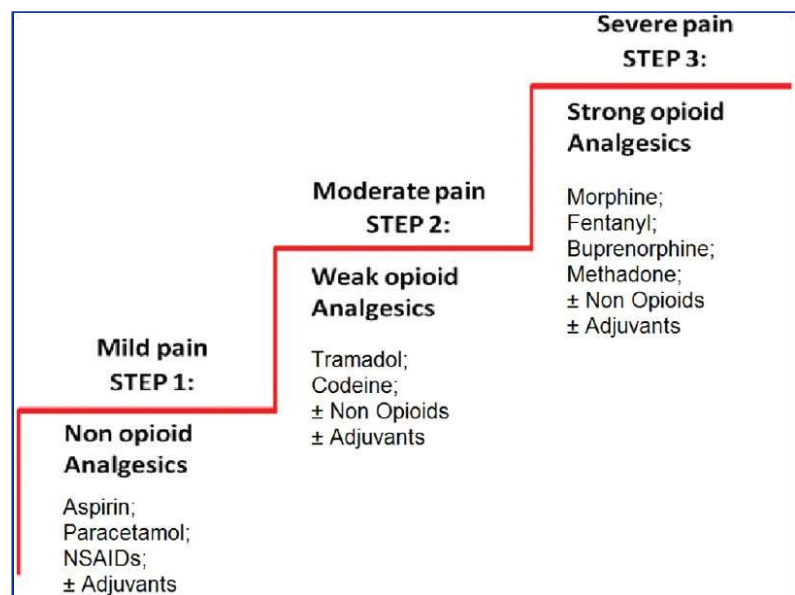 Severe pain
STEP 3:
Strong opioid
Analgesics
Morphine;
Fentanyl;
Buprenorphine;
Methadone;
± Non Opioids
± Adjuvants
Moderate pain
STEP 2:
Weak opioid
Analgesics
Tramadol;
Codeine;
± Non Opioids
± Adjuvants
Mild pain
STEP 1:
Non opioid
Analgesics
Aspirin;
Paracetamol;
NSAIDs;
± Adjuvants